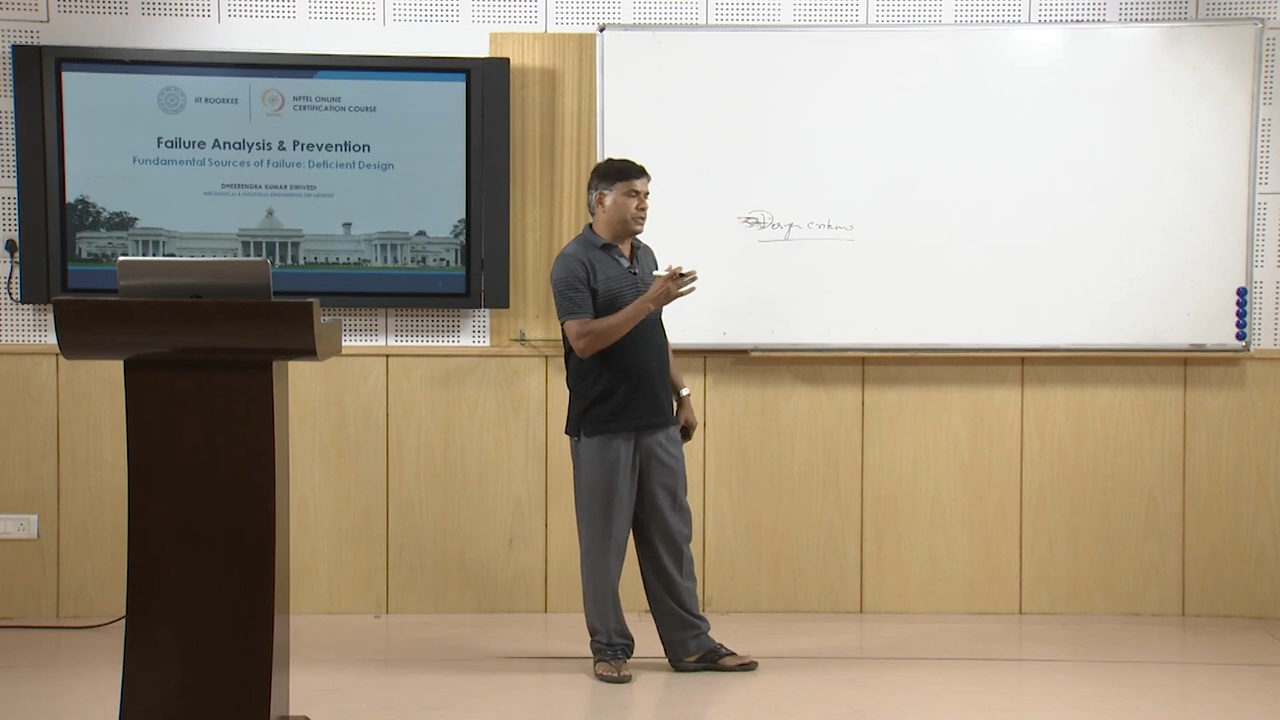 IIT ROORKEE
NPTEL ONLINE
CERTIFICATION COURSE
Failure Analysis & Prevention
Fundamental Sources of Failure: Deficient Design
DHEERENDRA KUMAR DWIVEDI
MECHANICAL & INDUSTRIAL ENGINEERING DEPARTMENT
Design